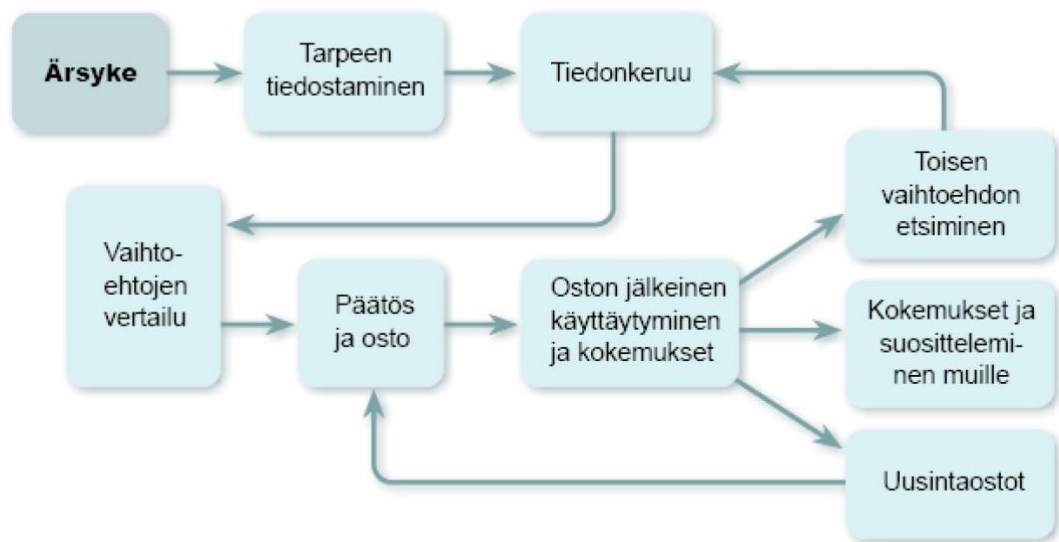 Ärsyke
Tarpeen
tiedostaminen
Tiedonkeruu
Toisen
vaihtoehdon
etsiminen
Vaihto-
ehtojen
vertailu
Päätös
ja osto
Oston jälkeinen
käyttäytyminen
ja kokemukset
Kokemukset ja
suosittelemi-
nen muille
Uusintaostot